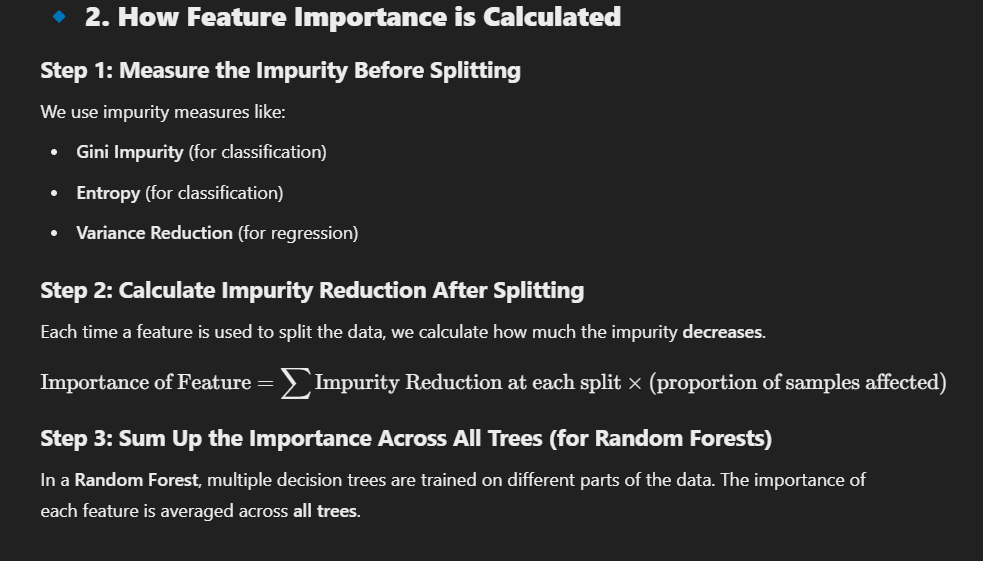 2. How Feature Importance is Calculated
Step 1: Measure the Impurity Before Splitting
We use impurity measures like:
• Gini Impurity (for classification)
• Entropy (for classification)
• Variance Reduction (for regression)
Step 2: Calculate Impurity Reduction After Splitting
Each time a feature is used to split the data, we calculate how much the impurity decreases.
Importance of Feature = ∑ Impurity Reduction at each split × (proportion of samples affected)
Step 3: Sum Up the Importance Across All Trees (for Random Forests)
In a Random Forest, multiple decision trees are trained on different parts of the data. The importance of
each feature is averaged across all trees.